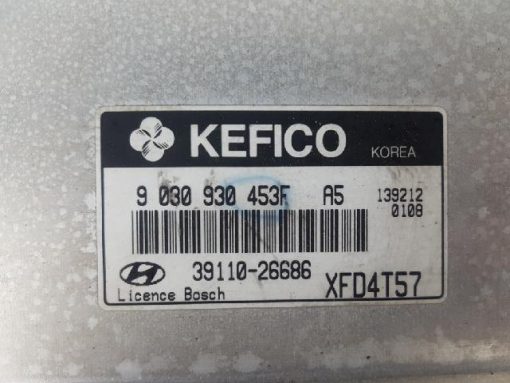 KEFICO KOREA
9 030 930 453F A5 139212
0108
39110-26686
Licence Bosch XFD4T57